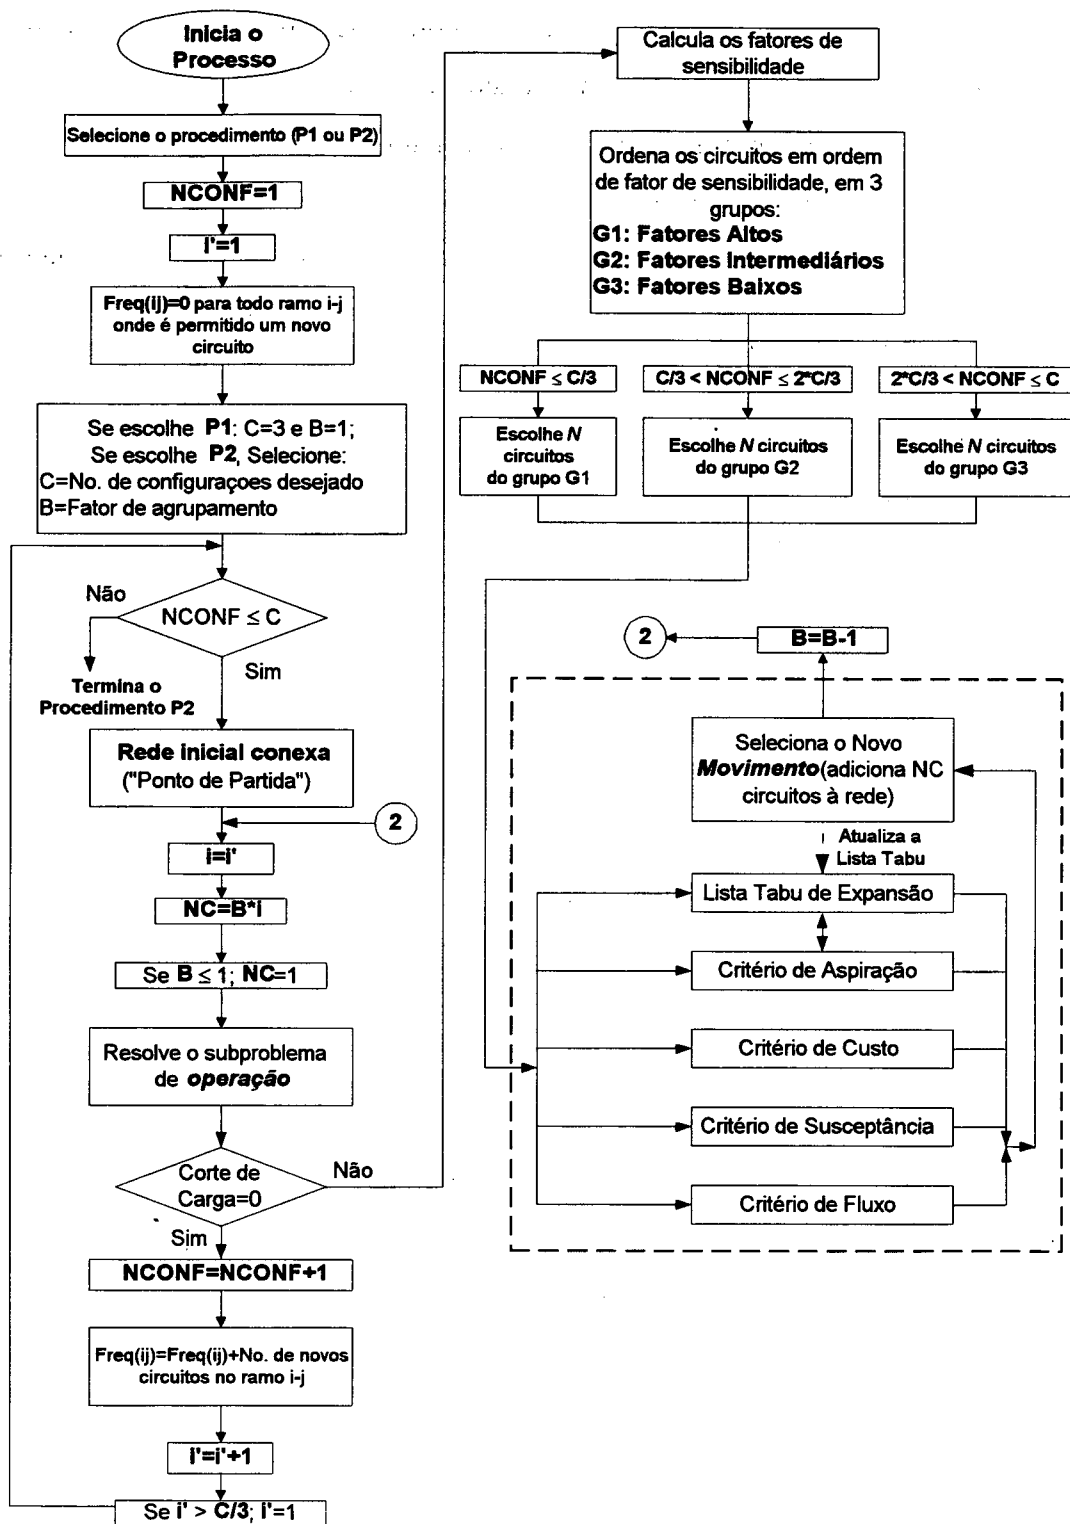 Inicia o
Processo
Selecione o procedimento (P1 ou P2)
NCONF=1
i'=1
Freq(ij)=0 para todo ramo i-j
onde é permitido um novo
circuito
Se escolhe P1: C=3 e B=1;
Se escolhe P2, Selecione:
C=No. de configuraçoes desejado
B=Fator de agrupamento
Não
NCONF ≤ C
Sim
Termina o
Procedimento P2
Rede inicial conexa
("Ponto de Partida")
2
i=i'
NC=B*i
Se B ≤ 1; NC=1
Resolve o subproblema
de operação
Corte de
Carga=0
Não
Sim
NCONF=NCONF+1
Freq(ij)=Freq(ij)+No. de novos
circuitos no ramo i-j
i'=i'+1
Se i' > C/3; i'=1
Calcula os fatores de
sensibilidade
Ordena os circuitos em ordem
de fator de sensibilidade, em 3
grupos:
G1: Fatores Altos
G2: Fatores Intermediários
G3: Fatores Baixos
NCONF ≤ C/3
C/3 < NCONF ≤ 2*C/3
2*C/3 < NCONF ≤ C
Escolhe N
circuitos
do grupo G1
Escolhe N circuitos
do grupo G2
Escolhe N circuitos
do grupo G3
2
B=B-1
Seleciona o Novo
Movimento(adiciona NC
circuitos à rede)
Atualiza a
Lista Tabu
Lista Tabu de Expansão
Critério de Aspiração
Critério de Custo
Critério de Susceptância
Critério de Fluxo